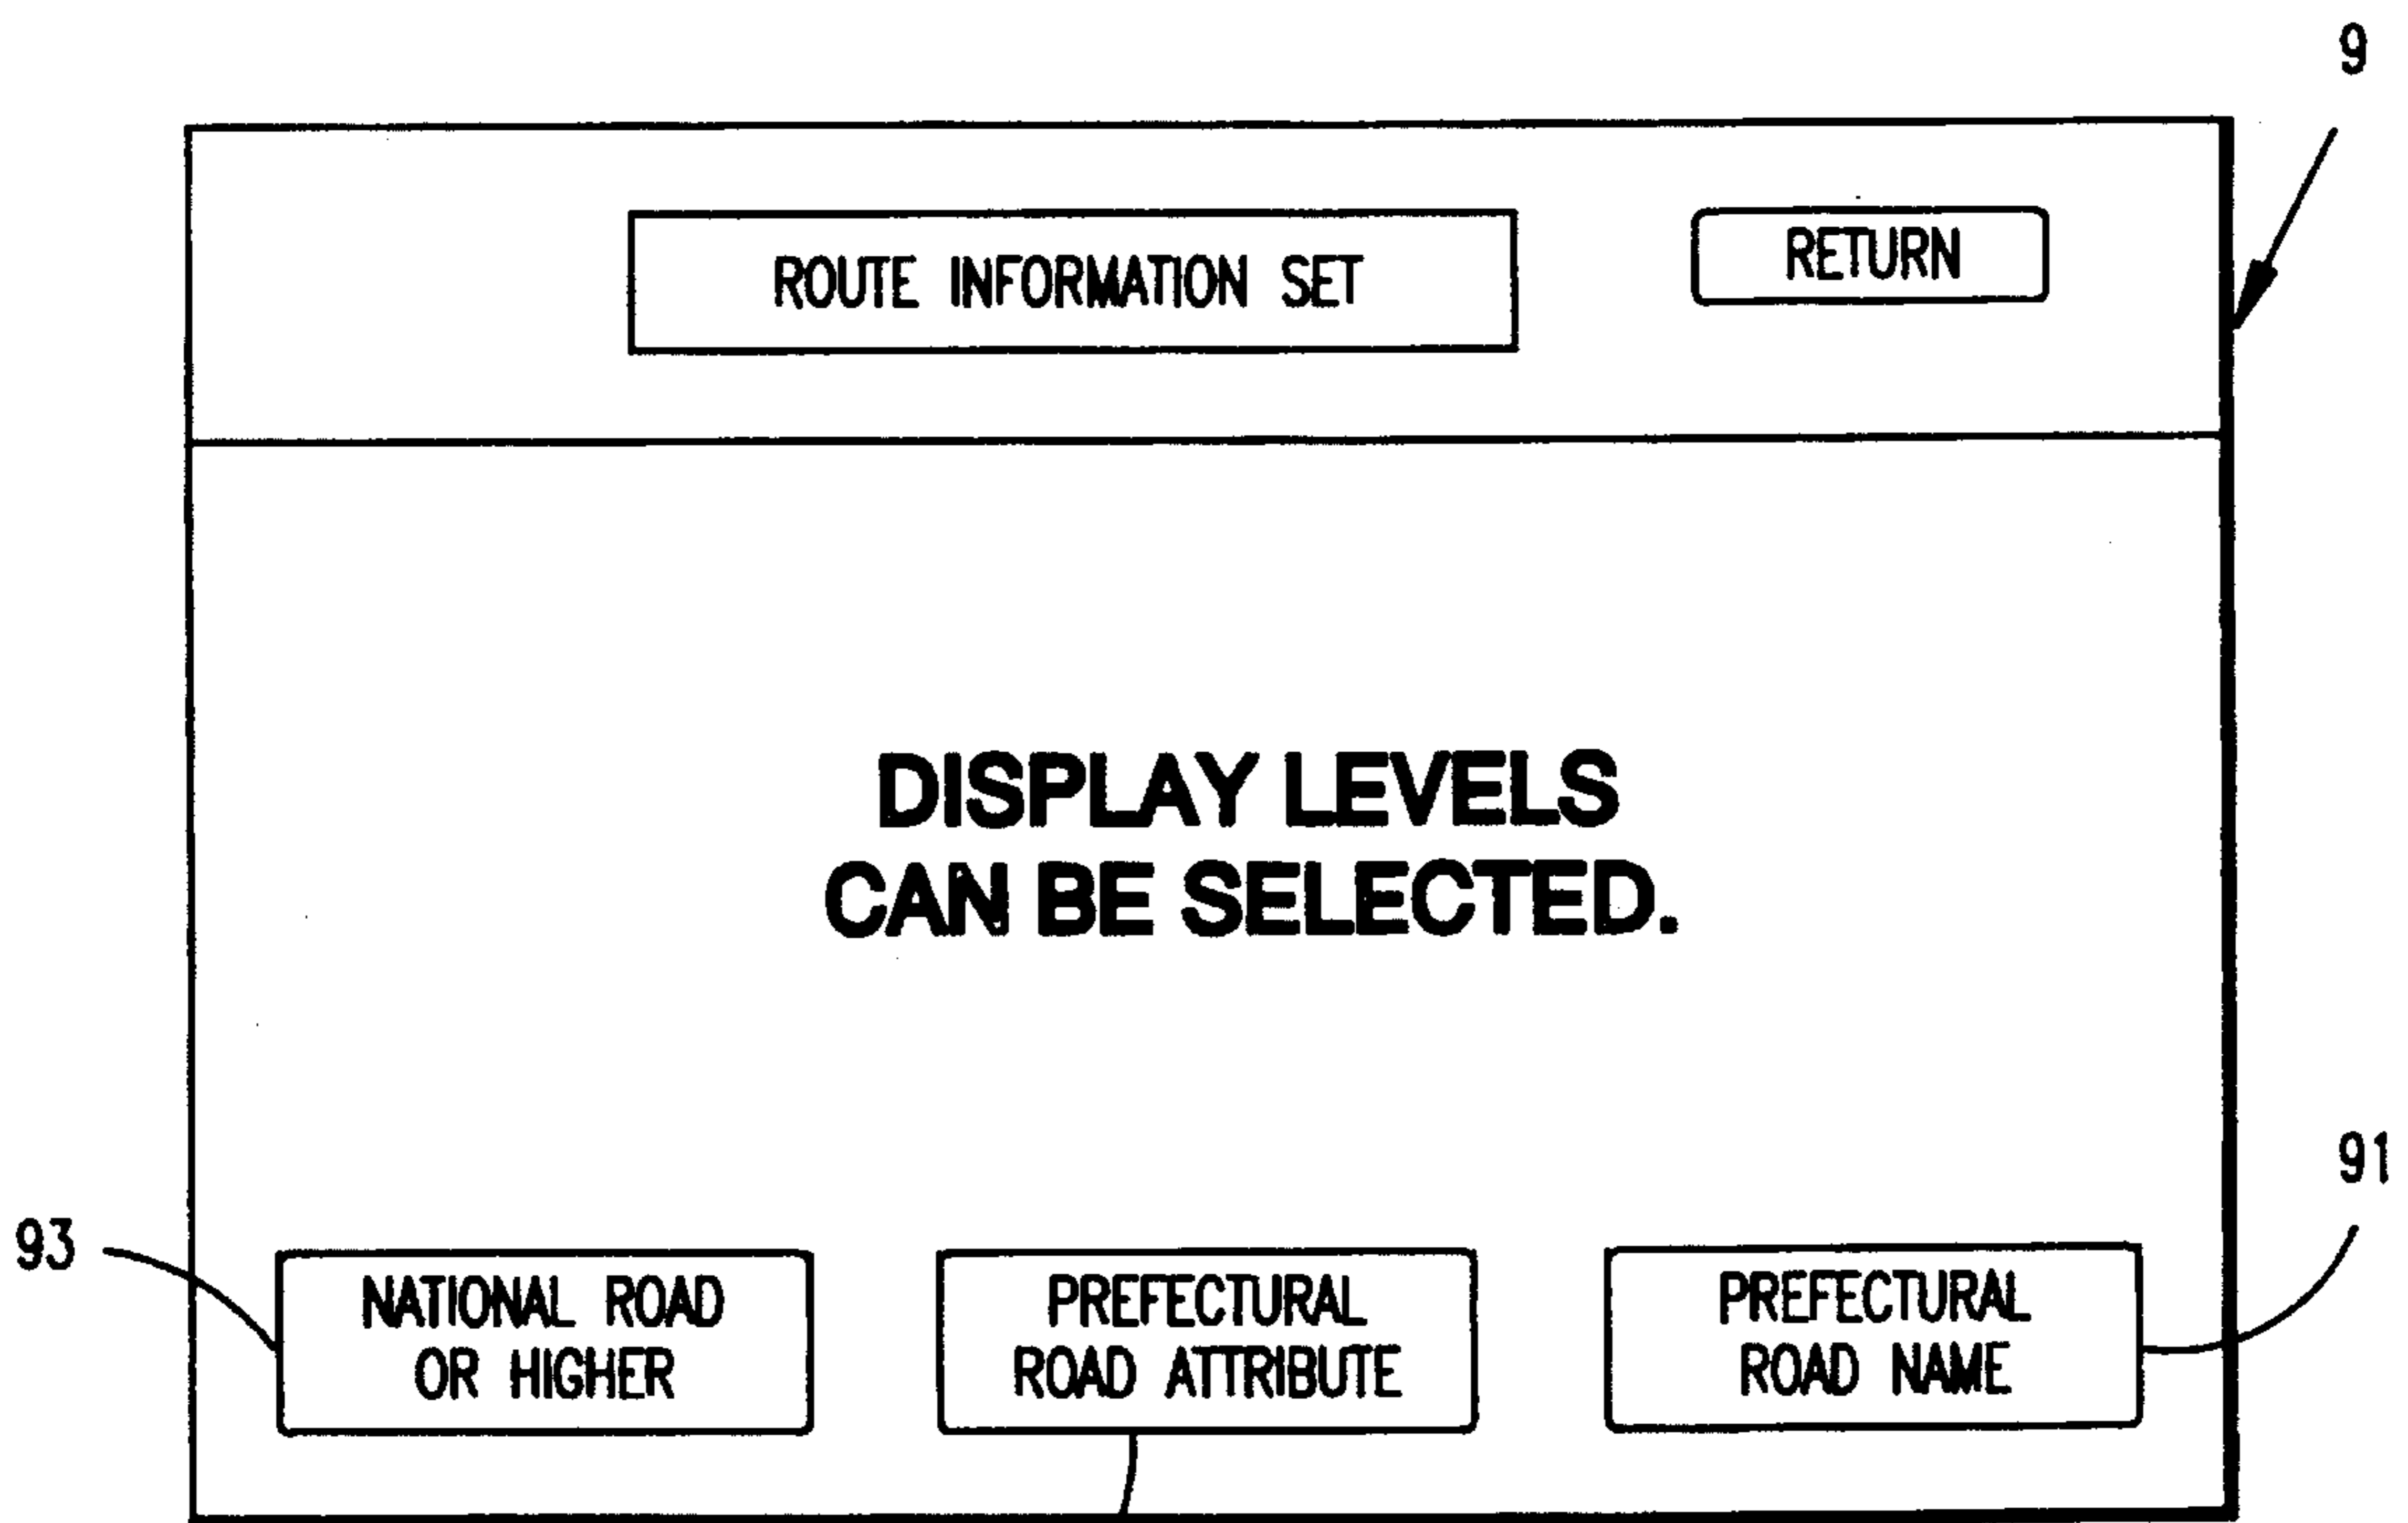 9
ROUTE INFORMATION SET
RETURN
DISPLAY LEVELS
CAN BE SELECTED.
91
93
NATIONAL ROAD
OR HIGHER
PREFECTURAL
ROAD ATTRIBUTE
PREFECTURAL
ROAD NAME